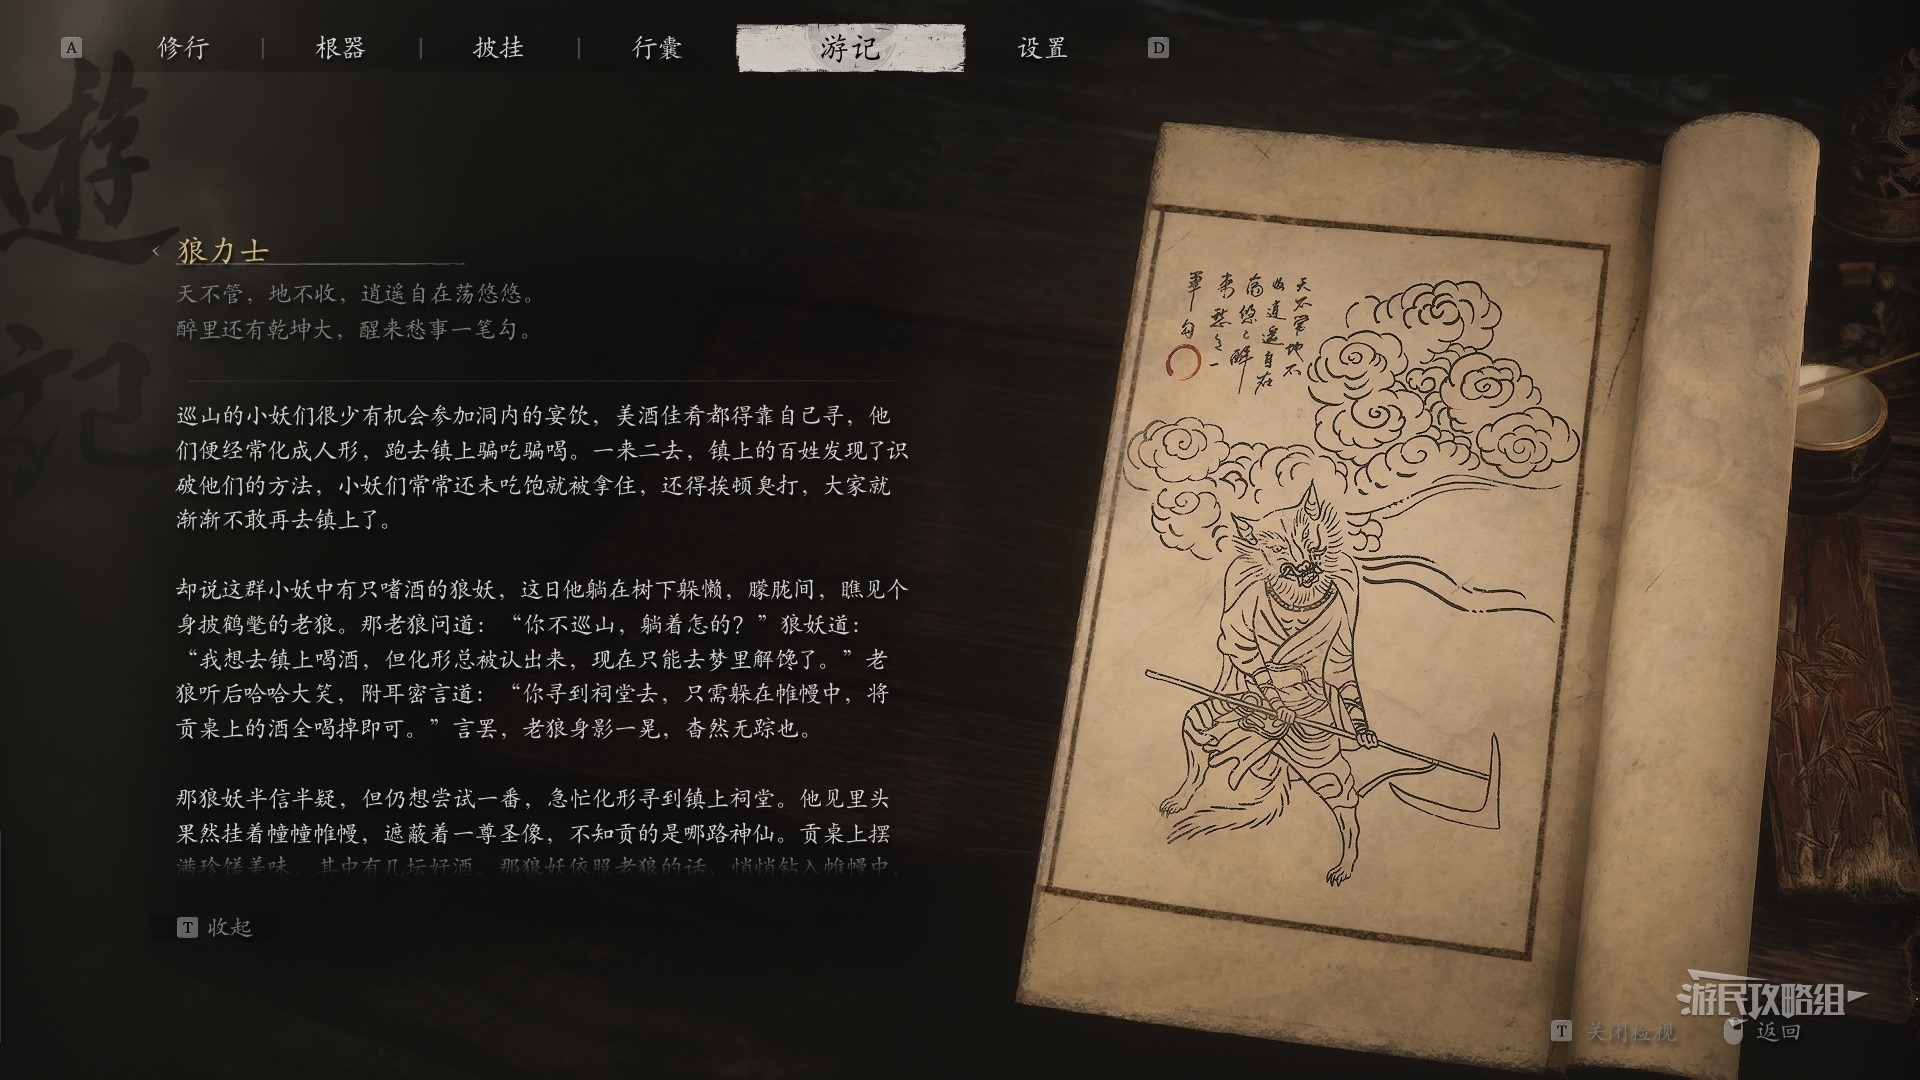 A 修行 | 根器 | 披挂 | 行囊 | 游记 | 设置 D
遊
記
狼力士
天不管，地不收，逍遥自在荡悠悠。
醉里还有乾坤大，醒来愁事一笔勾。
巡山的小妖们很少有机会参加洞内的宴饮，美酒佳肴都得靠自己寻，他
们便经常化成人形，跑去镇上骗吃骗喝。一来二去，镇上的百姓发现了识
破他们的方法，小妖们常常还未吃饱就被拿住，还得挨顿臭打，大家就
渐渐不敢再去镇上了。
却说这群小妖中有只嗜酒的狼妖，这日他躺在树下躲懒，朦胧间，瞧见个
身披鹤氅的老狼。那老狼问道：“你不巡山，躺着怎的？”狼妖道：
“我想去镇上喝酒，但化形总被认出来，现在只能去梦里解馋了。”老
狼听后哈哈大笑，附耳密言道：“你寻到祠堂去，只需躲在帷幔中，将
贡桌上的酒全喝掉即可。”言罢，老狼身影一晃，杳然无踪也。
那狼妖半信半疑，但仍想尝试一番，急忙化形寻到镇上祠堂。他见里头
果然挂着幢幢帷幔，遮蔽着一尊圣像，不知贡的是哪路神仙。贡桌上摆
满珍馐美味，其中有几坛好酒。那狼妖依照老狼的话，悄悄钻入帷幔中，
T 收起
天不管地不
逍遥自在
荡悠悠醉
来愁事一
笔勾
游民攻略组
T 关闭检视 返回